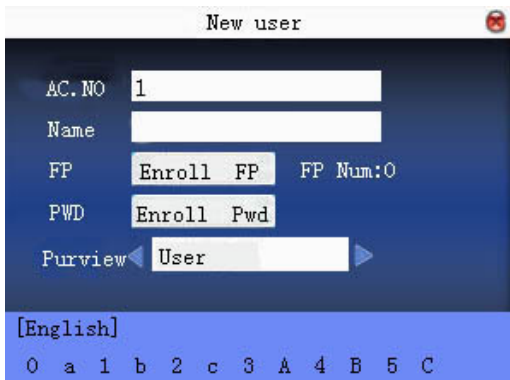 New user
AC.NO 1
Name
FP Enroll FP FP Num:0
PWD Enroll Pwd
Purview User
[English]
0 a 1 b 2 c 3 A 4 B 5 C